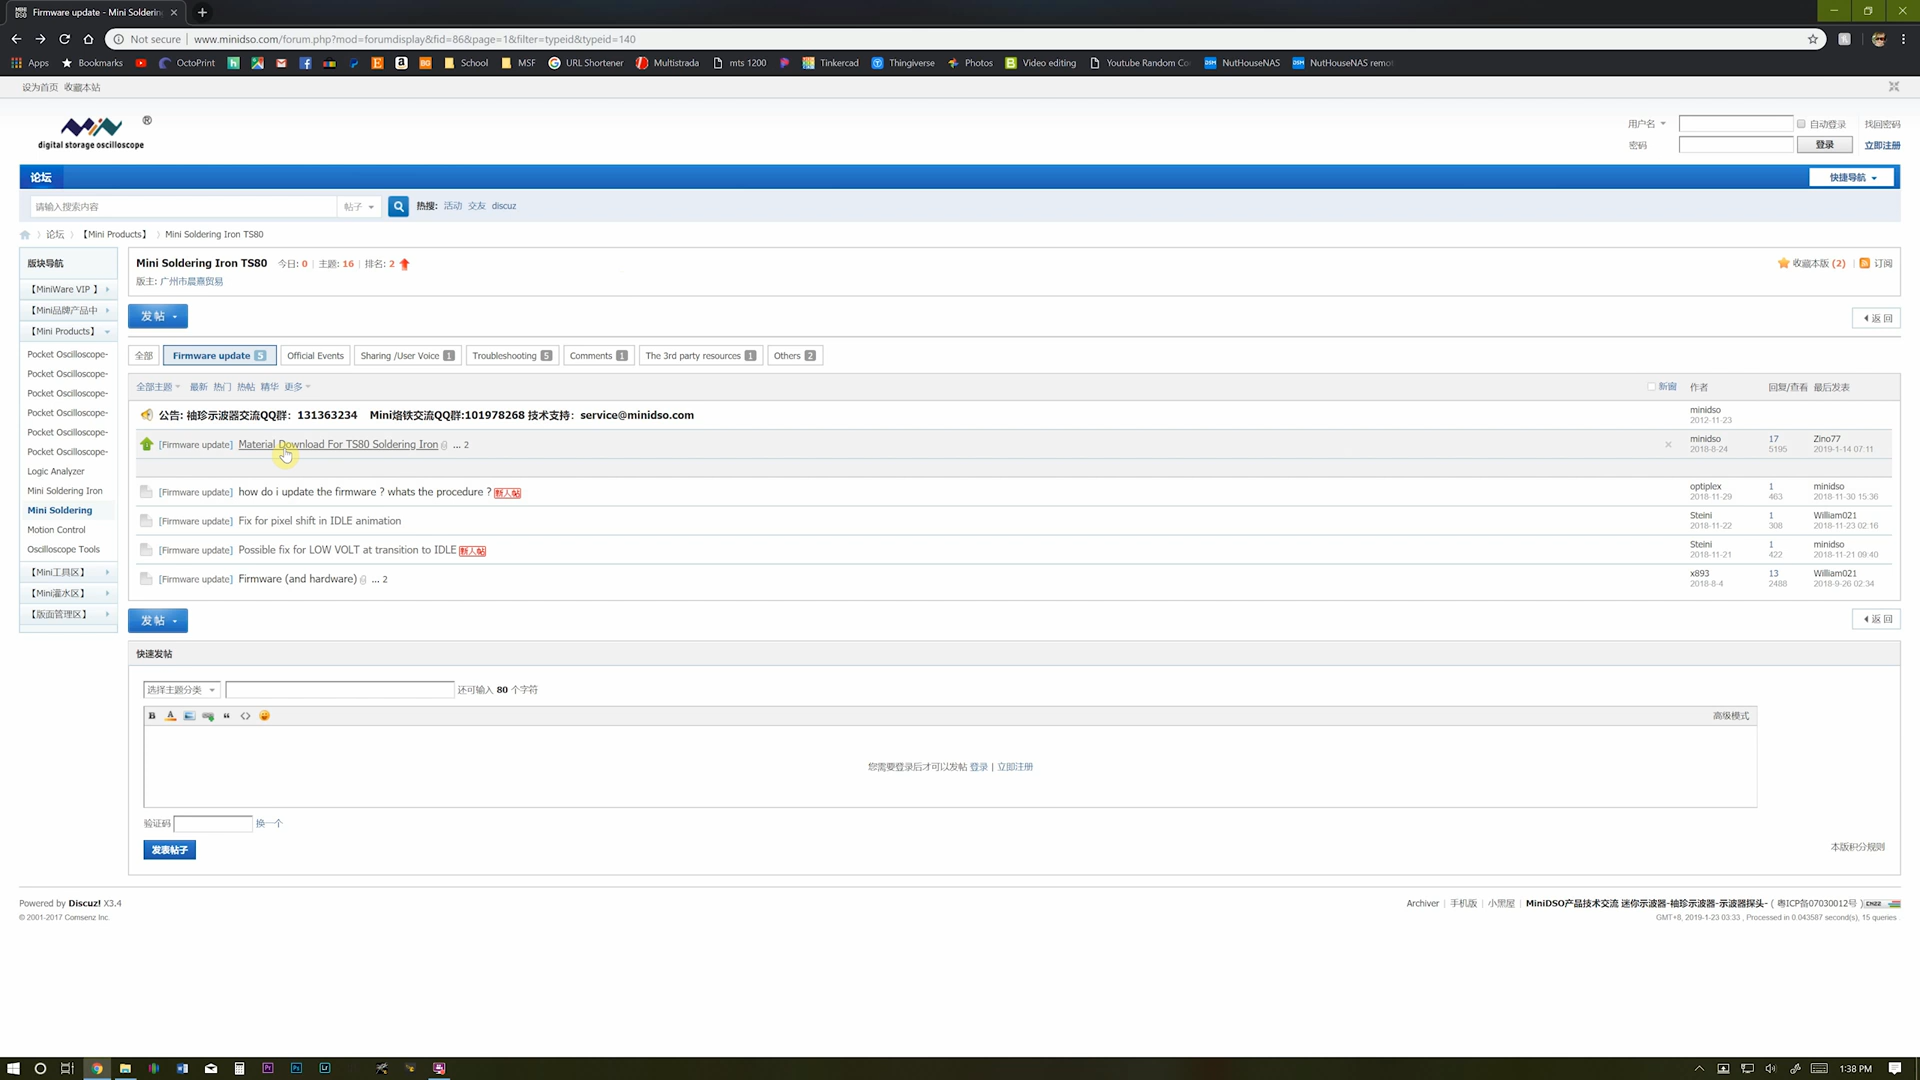 Firmware update - Mini Soldering
Not secure | www.minidso.com/forum.php?mod=forumdisplay&fid=86&page=1&filter=typeid&typeid=140
Apps Bookmarks OctoPrint School MSF URL Shortener Multistrada mts 1200 Tinkercad Thingiverse Photos Video editing Youtube Random Co NutHouseNAS NutHouseNAS remot
设为首页 收藏本站
MINI DSO
®
digital storage oscilloscope
用户名 自动登录 找回密码
密码 登录 立即注册
论坛 快捷导航
请输入搜索内容 帖子 热搜: 活动 交友 discuz
论坛 【Mini Products】 Mini Soldering Iron TS80
版块导航
【MiniWare VIP 】
【Mini品牌产品中
【Mini Products】
Pocket Oscilloscope-
Pocket Oscilloscope-
Pocket Oscilloscope-
Pocket Oscilloscope-
Pocket Oscilloscope-
Pocket Oscilloscope-
Logic Analyzer
Mini Soldering Iron
Mini Soldering
Motion Control
Oscilloscope Tools
【Mini工具区】
【Mini灌水区】
【版面管理区】
Mini Soldering Iron TS80 今日: 0 | 主题: 16 | 排名: 2 收藏本版 (2) | 订阅
版主: 广州市晨熹贸易
发帖 返回
全部 Firmware update 5 Official Events Sharing /User Voice 1 Troubleshooting 5 Comments 1 The 3rd party resources 1 Others 2
全部主题 最新 热门 热帖 精华 更多 新窗 作者 回复/查看 最后发表
公告: 袖珍示波器交流QQ群: 131363234 Mini烙铁交流QQ群:101978268 技术支持: service@minidso.com minidso
2012-11-23
[Firmware update] Material Download For TS80 Soldering Iron ... 2 minidso 17 Zino77
2018-8-24 5195 2019-1-14 07:11
[Firmware update] how do i update the firmware ? whats the procedure ? 新人帖 optiplex 1 minidso
2018-11-29 463 2018-11-30 15:36
[Firmware update] Fix for pixel shift in IDLE animation Steini 1 William021
2018-11-22 308 2018-11-23 02:16
[Firmware update] Possible fix for LOW VOLT at transition to IDLE 新人帖 Steini 1 minidso
2018-11-21 422 2018-11-21 09:40
[Firmware update] Firmware (and hardware) ... 2 x893 13 William021
2018-8-4 2488 2018-9-26 02:34
发帖 返回
快速发帖
选择主题分类 还可输入 80 个字符
B A 高级模式
您需要登录后才可以发帖 登录 | 立即注册
验证码 换一个
发表帖子 本版积分规则
Powered by Discuz! X3.4 Archiver | 手机版 | 小黑屋 | MiniDSO产品技术交流 迷你示波器-袖珍示波器-示波器探头- ( 粤ICP备07030012号 ) CNZZ
© 2001-2017 Comsenz Inc. GMT+8, 2019-1-23 03:33 , Processed in 0.043587 second(s), 15 queries
1:38 PM